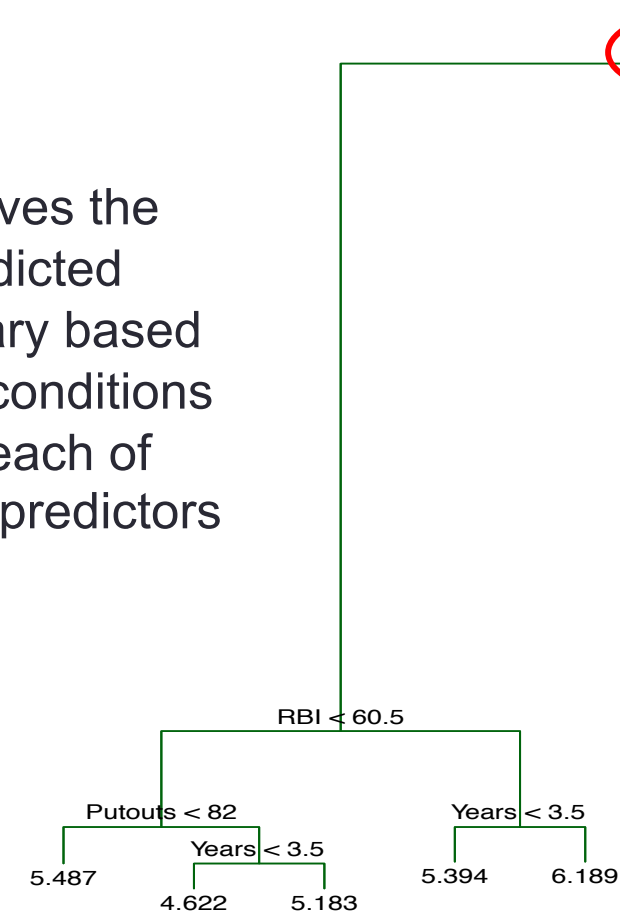 ves the
dicted
ary based
conditions
each of
predictors
RBI < 60.5
Putouts < 82
Years < 3.5
Years < 3.5
5.487
4.622
5.183
5.394
6.189